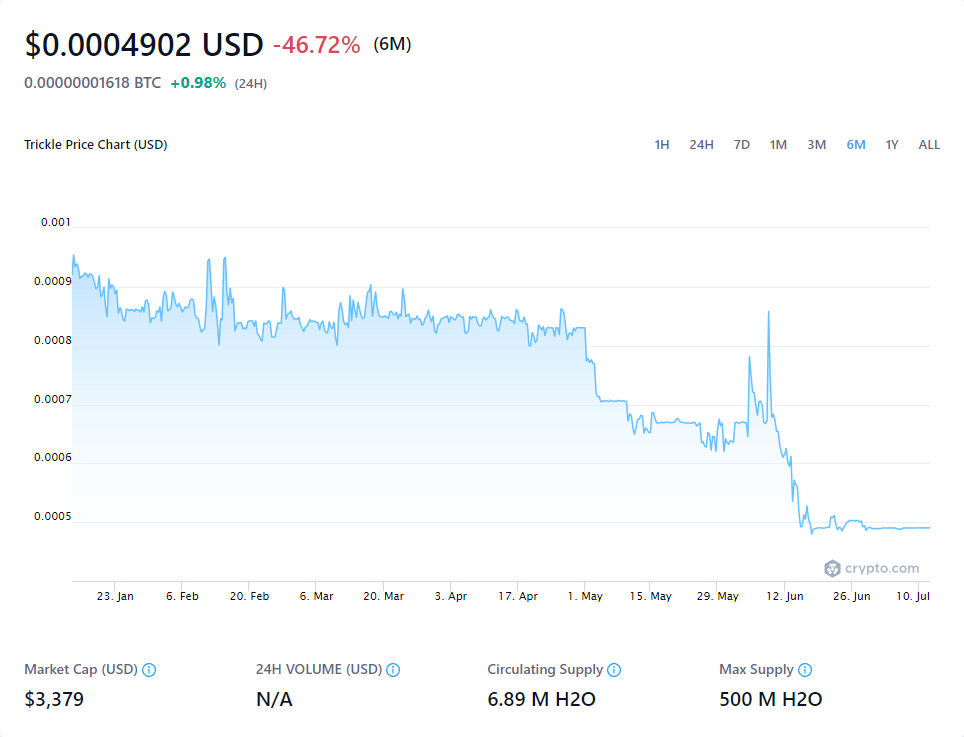 $0.0004902 USD -46.72% (6M)
0.00000001618 BTC +0.98% (24H)
Trickle Price Chart (USD) 1H 24H 7D 1M 3M 6M 1Y ALL
0.001
0.0009
0.0008
0.0007
0.0006
0.0005
crypto.com
23. Jan 6. Feb 20. Feb 6. Mar 20. Mar 3. Apr 17. Apr 1. May 15. May 29. May 12. Jun 26. Jun 10. Jul
Market Cap (USD) 24H VOLUME (USD) Circulating Supply Max Supply
$3,379 N/A 6.89 M H2O 500 M H2O